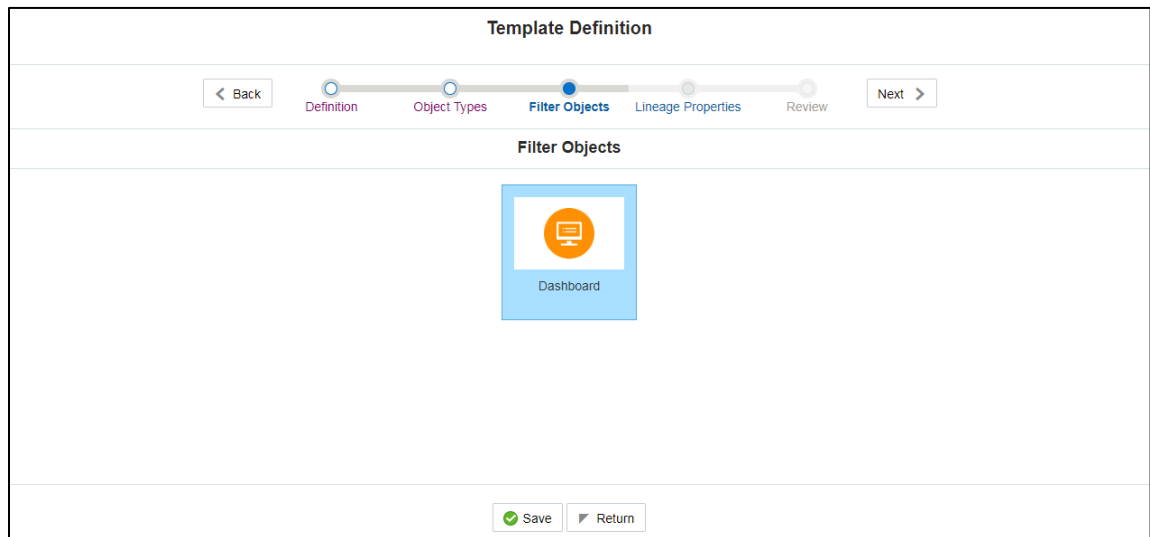 Template Definition
Back
Definition
Object Types
Filter Objects
Lineage Properties
Review
Next
Filter Objects
Dashboard
Save
Return